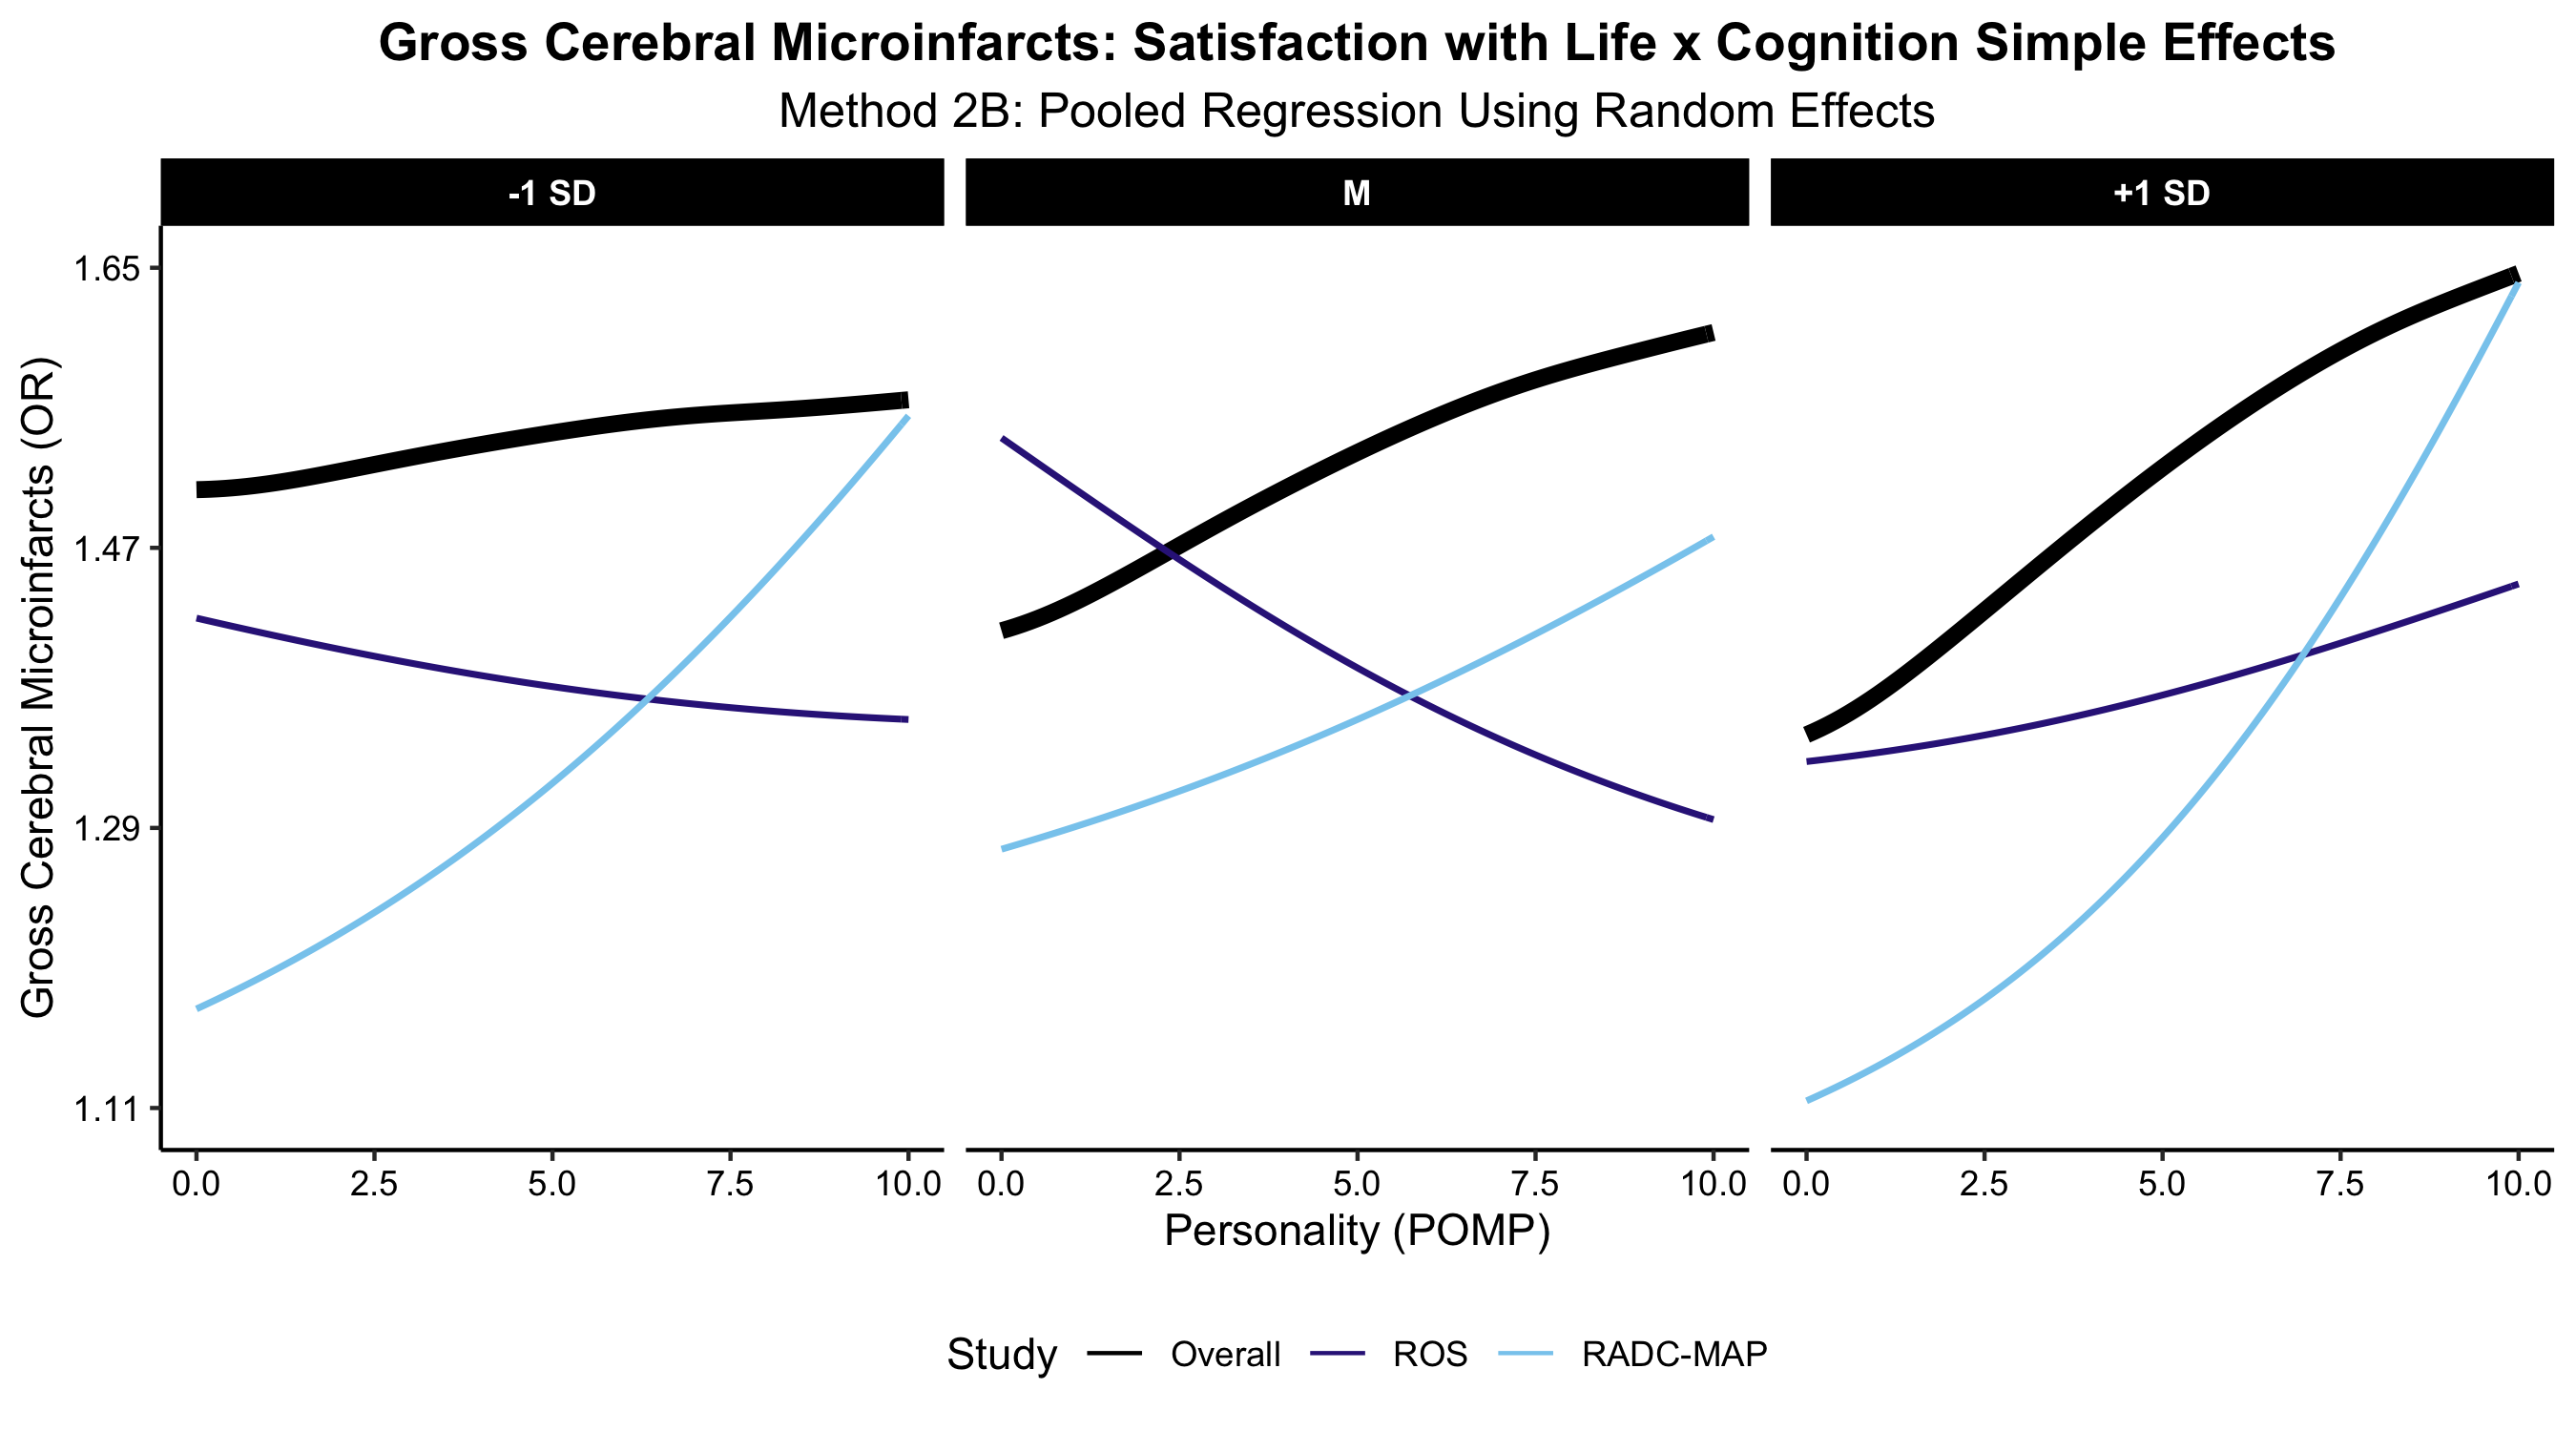 Gross Cerebral Microinfarcts: Satisfaction with Life x Cognition Simple Effects
Method 2B: Pooled Regression Using Random Effects
-1 SD
M
+1 SD
Gross Cerebral Microinfarcts (OR)
1.65
1.47
1.29
1.11
0.0 2.5 5.0 7.5 10.0
0.0 2.5 5.0 7.5 10.0
0.0 2.5 5.0 7.5 10.0
Personality (POMP)
Study Overall ROS RADC-MAP